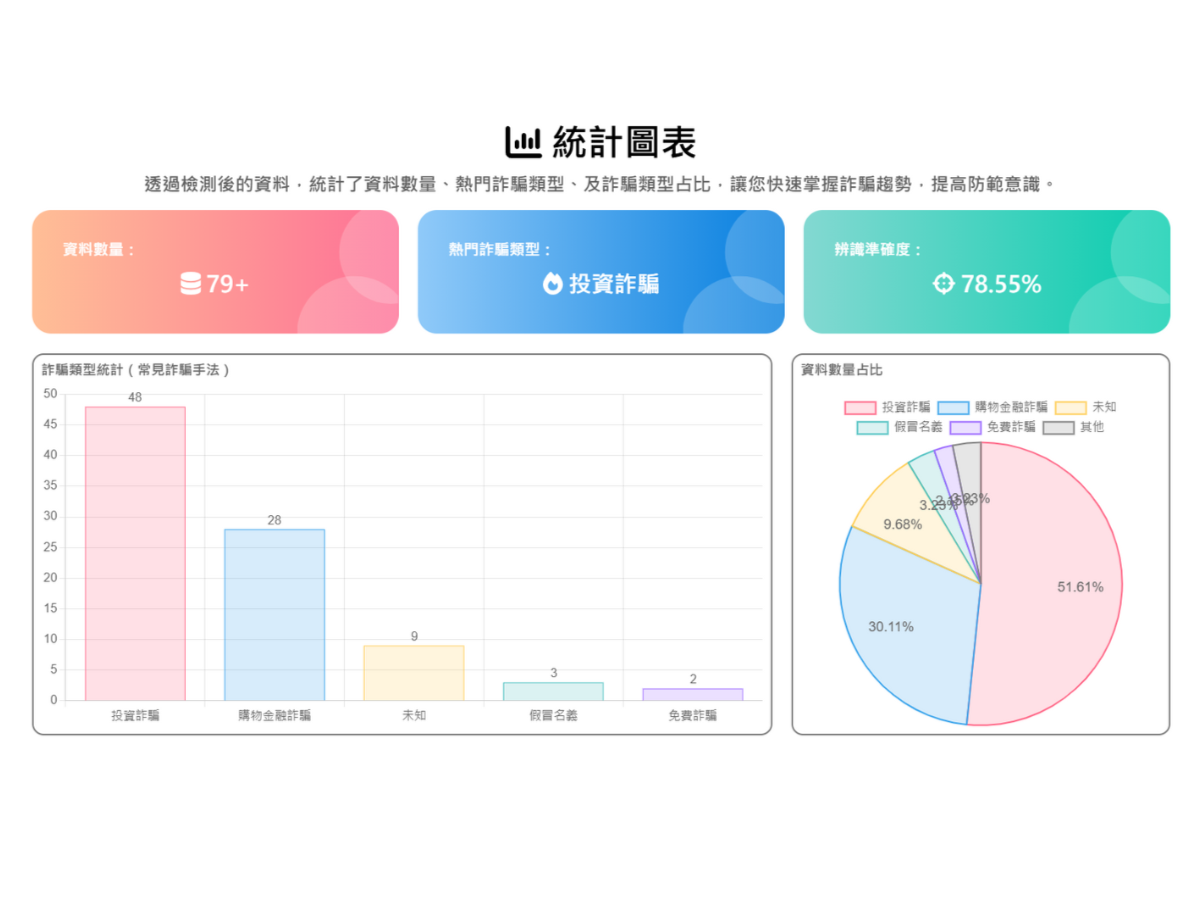 統計圖表
透過檢測後的資料，統計了資料數量、熱門詐騙類型、及詐騙類型占比，讓您快速掌握詐騙趨勢，提高防範意識。
資料數量：
79+
熱門詐騙類型：
投資詐騙
辨識準確度：
78.55%
詐騙類型統計 ( 常見詐騙手法 )
50
45
40
35
30
25
20
15
10
5
0
48
28
9
3
2
投資詐騙
購物金融詐騙
未知
假冒名義
免費詐騙
資料數量占比
投資詐騙 購物金融詐騙 未知
假冒名義 免費詐騙 其他
3.23% 2.15% 3.23%
9.68%
51.61%
30.11%